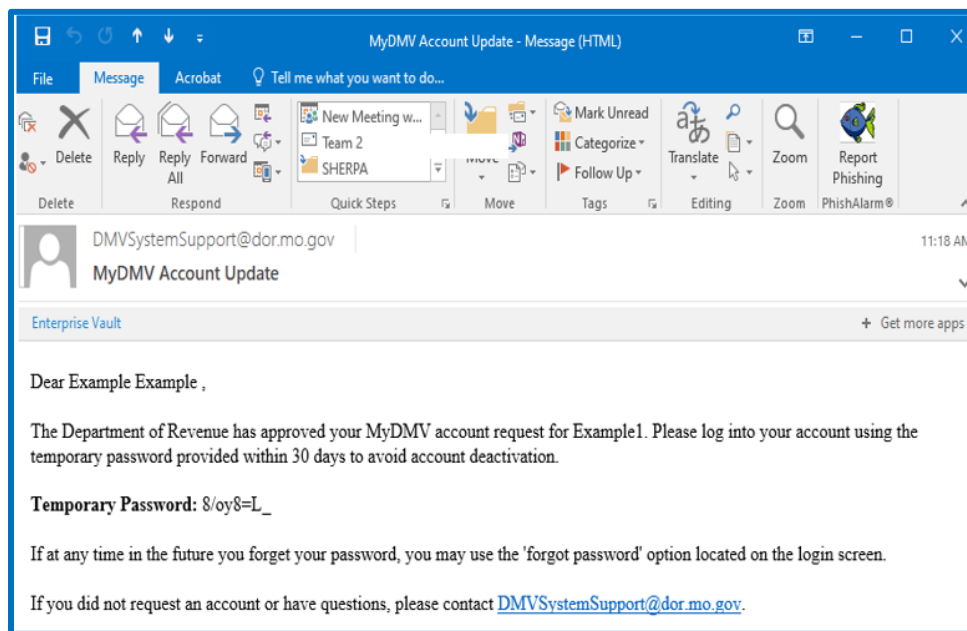 MyDMV Account Update - Message (HTML)
File Message Acrobat Tell me what you want to do...
Delete
Reply
Reply All
Forward
New Meeting w...
Team 2
SHERPA
Mark Unread
Categorize
Follow Up
Translate
Zoom
Report Phishing
Delete Respond Quick Steps Move Tags Editing Zoom PhishAlarm®
DMVSystemSupport@dor.mo.gov
11:18 AM
MyDMV Account Update
Enterprise Vault + Get more apps
Dear Example Example ,
The Department of Revenue has approved your MyDMV account request for Example1. Please log into your account using the
temporary password provided within 30 days to avoid account deactivation.
Temporary Password: 8/oy8=L_
If at any time in the future you forget your password, you may use the 'forgot password' option located on the login screen.
If you did not request an account or have questions, please contact DMVSystemSupport@dor.mo.gov.